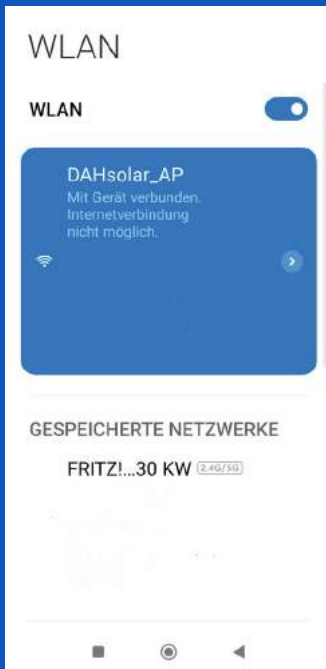 WLAN
WLAN
DAHsolar_AP
Mit Gerät verbunden.
Internetverbindung
nicht möglich.
GESPEICHERTE NETZWERKE
FRITZ!...30 KW 2.4G/5G